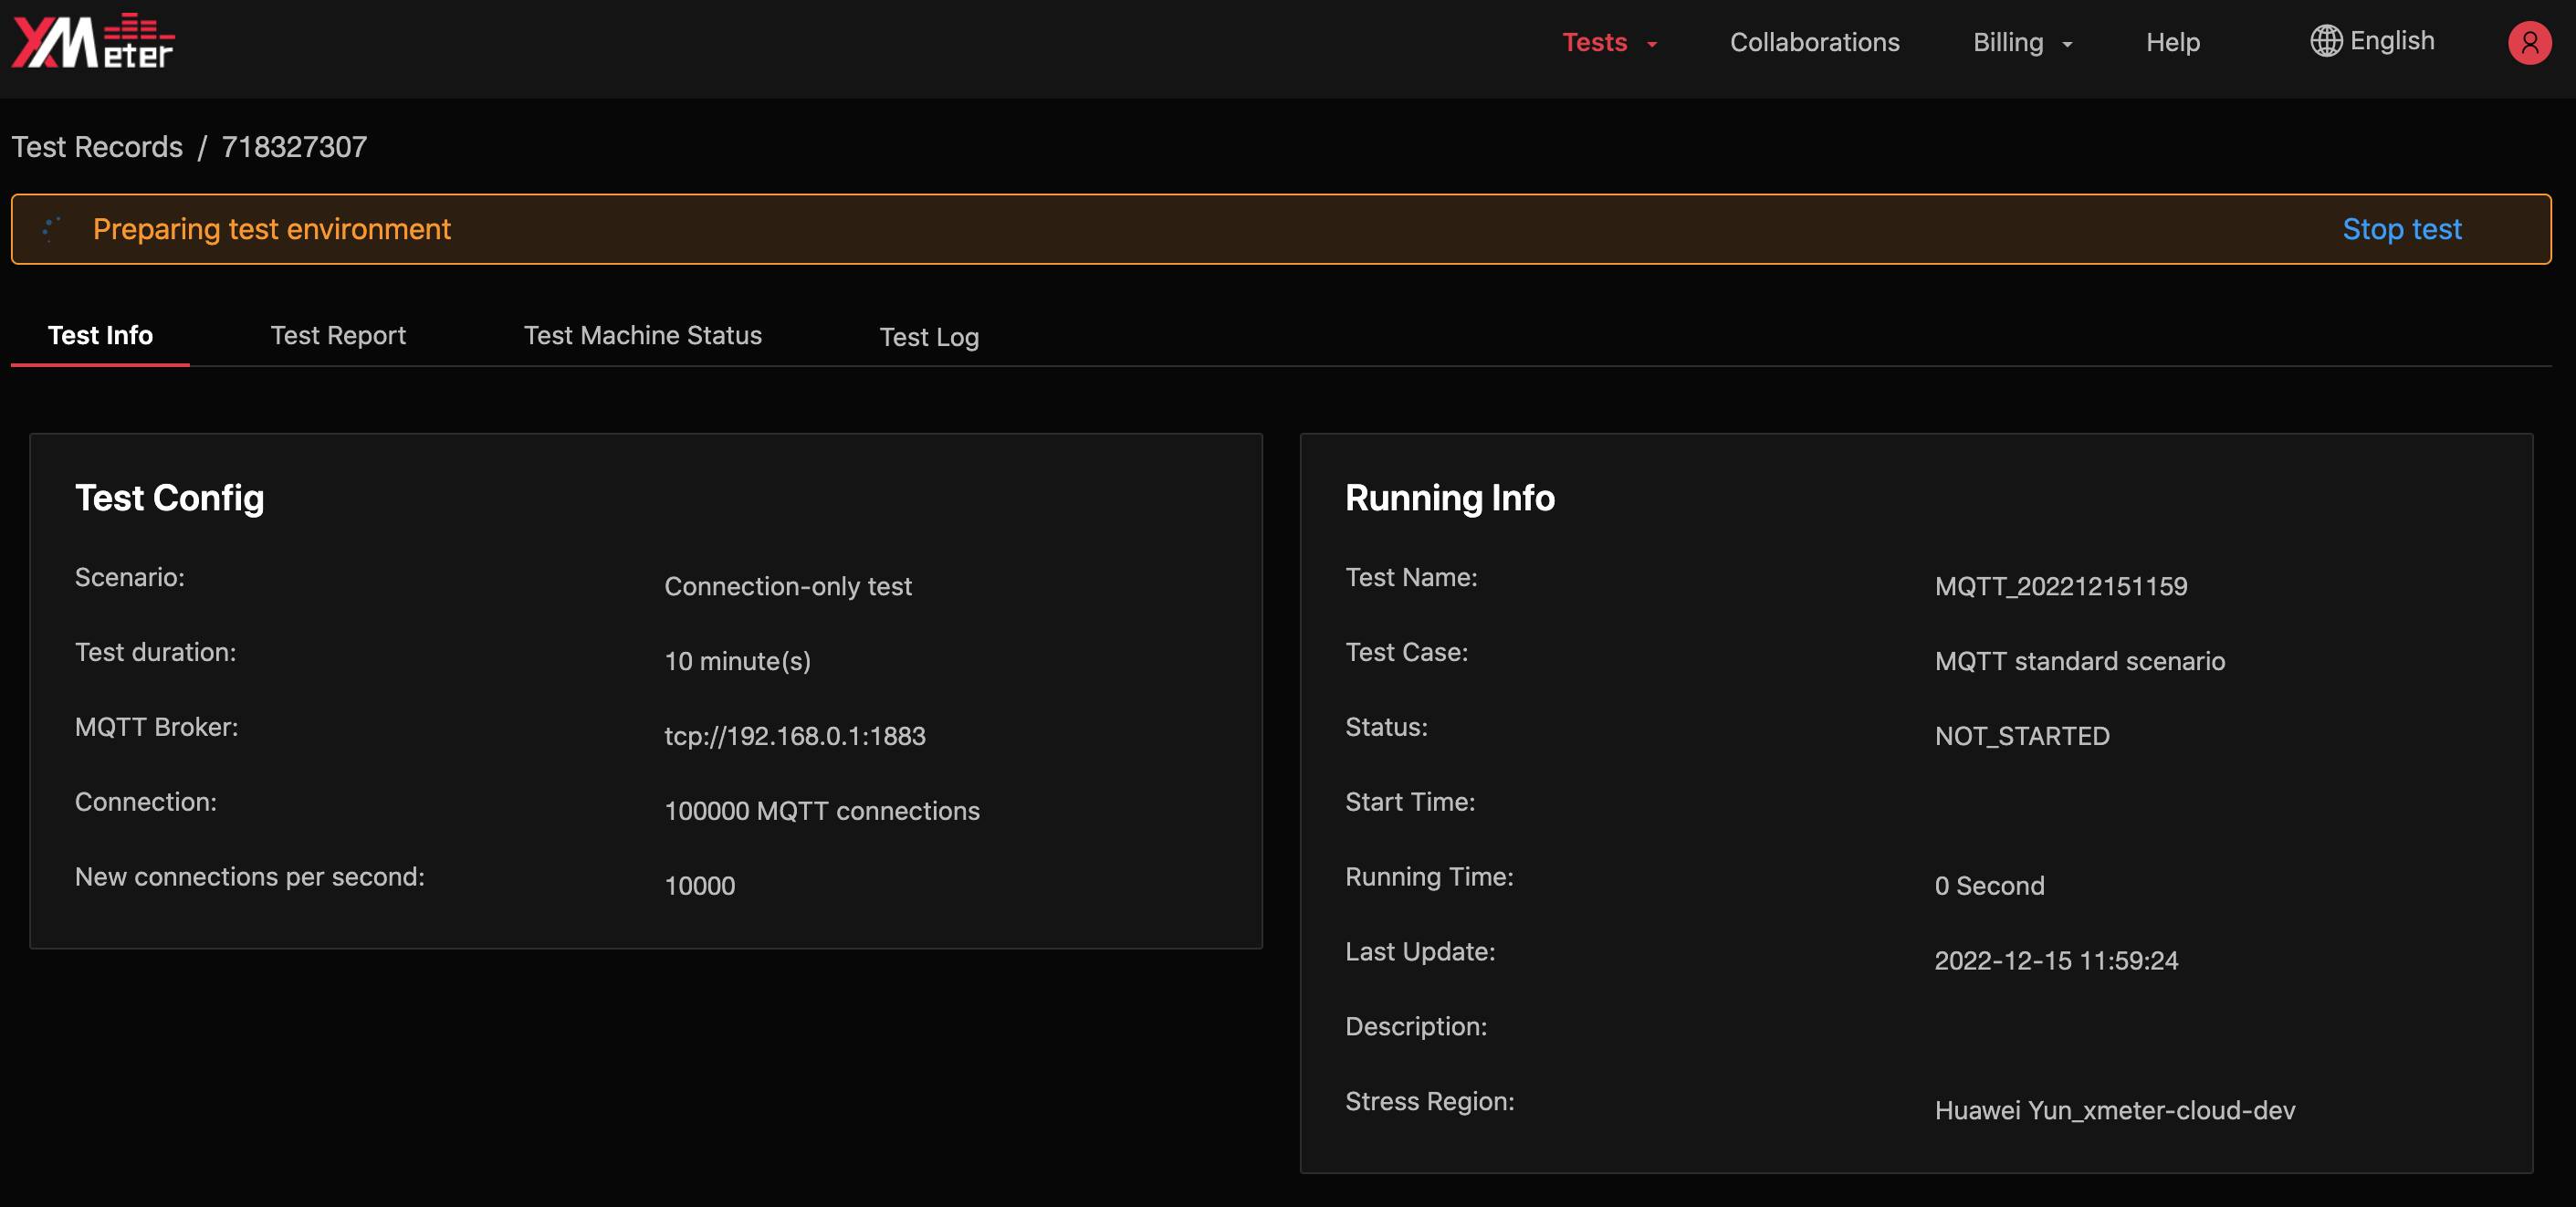 XMeter
Tests Collaborations Billing Help English
Test Records / 718327307
Preparing test environment Stop test
Test Info Test Report Test Machine Status Test Log
Test Config
Scenario: Connection-only test
Test duration: 10 minute(s)
MQTT Broker: tcp://192.168.0.1:1883
Connection: 100000 MQTT connections
New connections per second: 10000
Running Info
Test Name: MQTT_202212151159
Test Case: MQTT standard scenario
Status: NOT_STARTED
Start Time:
Running Time: 0 Second
Last Update: 2022-12-15 11:59:24
Description:
Stress Region: Huawei Yun_xmeter-cloud-dev